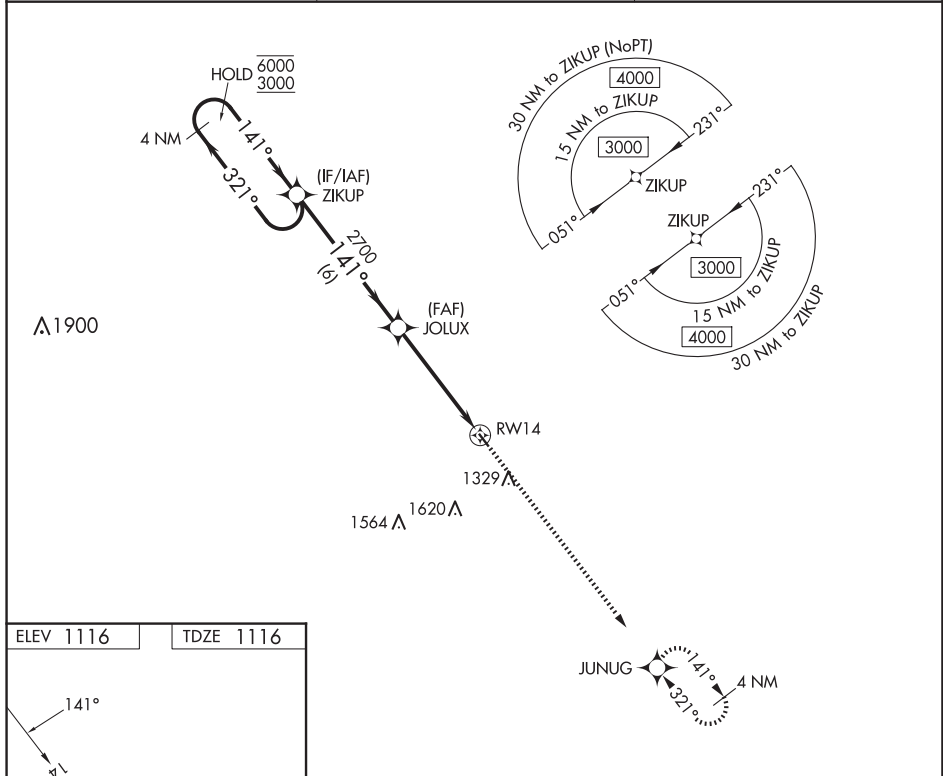 HOLD 6000
3000
4 NM
141°
321°
(IF/IAF)
ZIKUP
2700
141°
(6)
(FAF)
JOLUX
1900
RW14
1329
1620
1564
JUNUG
141°
321°
4 NM
30 NM to ZIKUP (NoPT)
4000
15 NM to ZIKUP
3000
231°
051°
ZIKUP
ZIKUP
231°
051°
3000
15 NM to ZIKUP
4000
30 NM to ZIKUP
ELEV 1116
TDZE 1116
141°
14